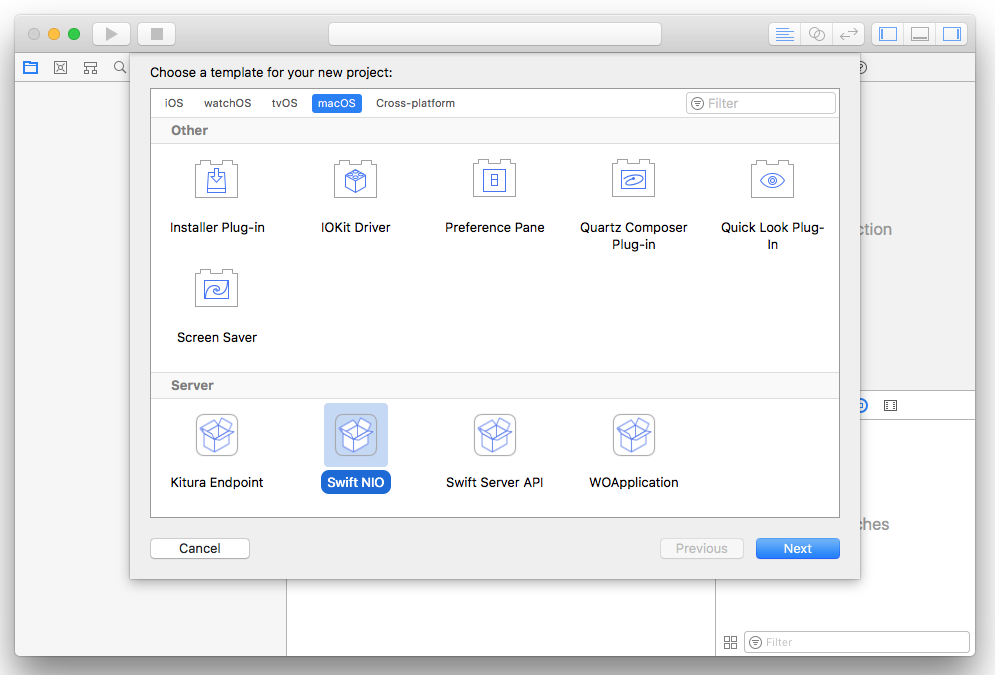 Choose a template for your new project:
iOS watchOS tvOS macOS Cross-platform Filter
Other
Installer Plug-in
IOKit Driver
Preference Pane
Quartz Composer
Plug-in
Quick Look Plug-
In
Screen Saver
Server
Kitura Endpoint
Swift NIO
Swift Server API
WOApplication
Cancel Previous Next
ction
ches
Filter